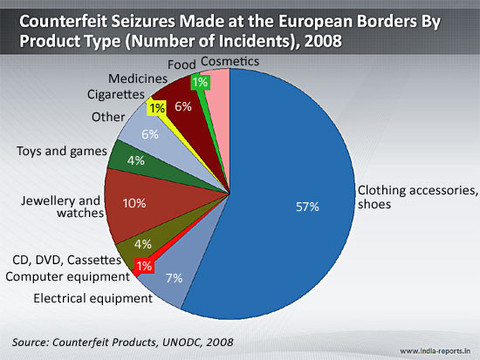 Counterfeit Seizures Made at the European Borders By
Product Type (Number of Incidents), 2008
Food
Cosmetics
Medicines
1%
Cigarettes
1%
6%
Other
6%
Toys and games
4%
Clothing accessories,
shoes
57%
Jewellery and
watches
10%
4%
CD, DVD, Cassettes
1%
Computer equipment
7%
Electrical equipment
Source: Counterfeit Products, UNODC, 2008
www.india-reports.in